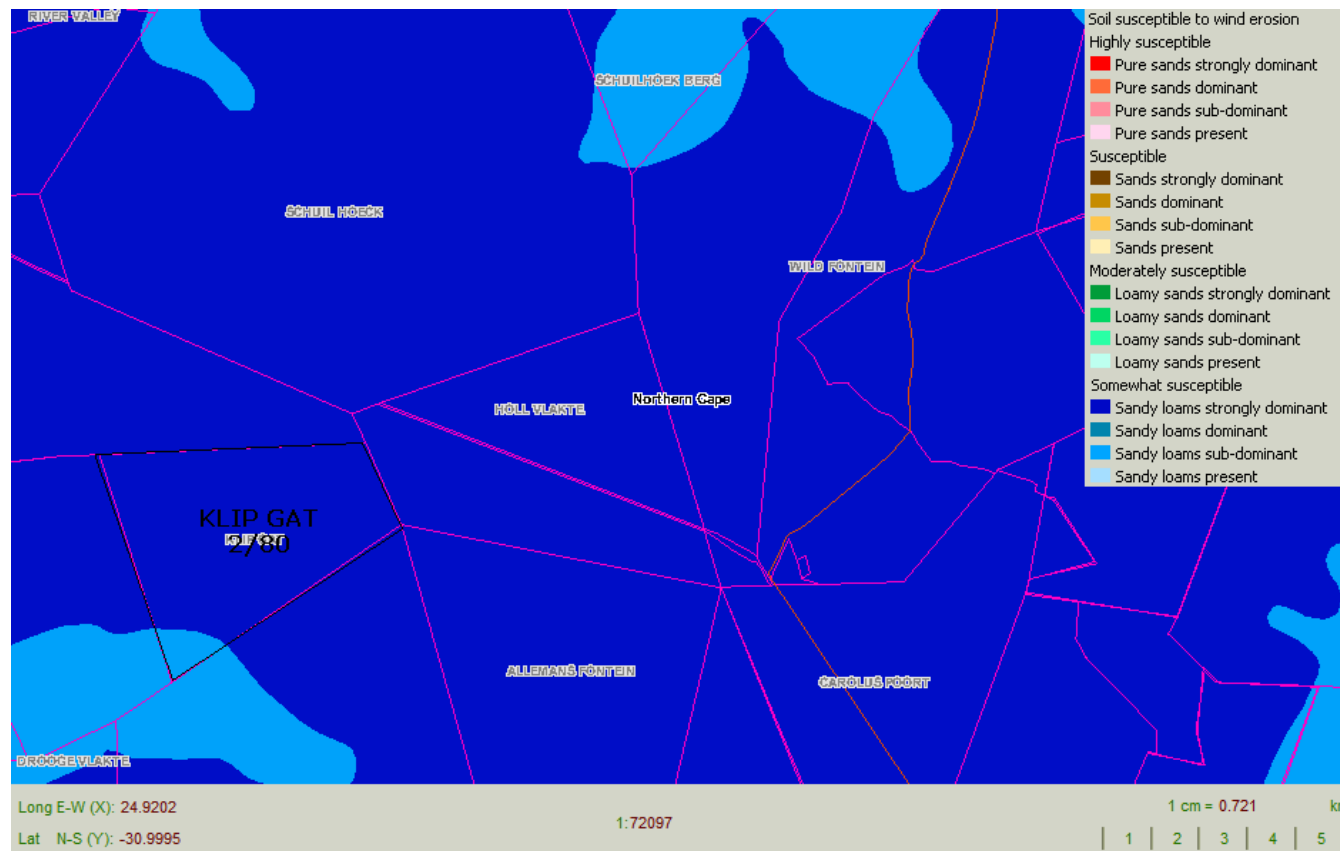 RIVER VALLEY
SCHUILHOEK BERG
SCHUIL HOECK
WILD FONTEIN
HOLL VLAKTE
Northern Cape
KLIP GAT
2/80
ALLEMANS FONTEIN
CAROLUS POORT
DROOGE VLAKTE
Soil susceptible to wind erosion
Highly susceptible
Pure sands strongly dominant
Pure sands dominant
Pure sands sub-dominant
Pure sands present
Susceptible
Sands strongly dominant
Sands dominant
Sands sub-dominant
Sands present
Moderately susceptible
Loamy sands strongly dominant
Loamy sands dominant
Loamy sands sub-dominant
Loamy sands present
Somewhat susceptible
Sandy loams strongly dominant
Sandy loams dominant
Sandy loams sub-dominant
Sandy loams present
Long E-W (X): 24.9202
Lat N-S (Y): -30.9995
1:72097
1 cm = 0.721
1 2 3 4 5